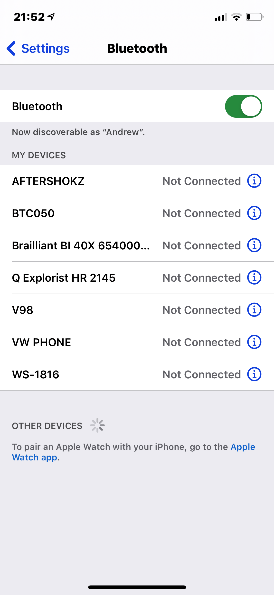 21:52
Settings
Bluetooth
Bluetooth
Now discoverable as “Andrew”.
MY DEVICES
AFTERSHOKZ Not Connected
BTC050 Not Connected
Brailliant BI 40X 654000... Not Connected
Q Explorist HR 2145 Not Connected
V98 Not Connected
VW PHONE Not Connected
WS-1816 Not Connected
OTHER DEVICES
To pair an Apple Watch with your iPhone, go to the Apple
Watch app.